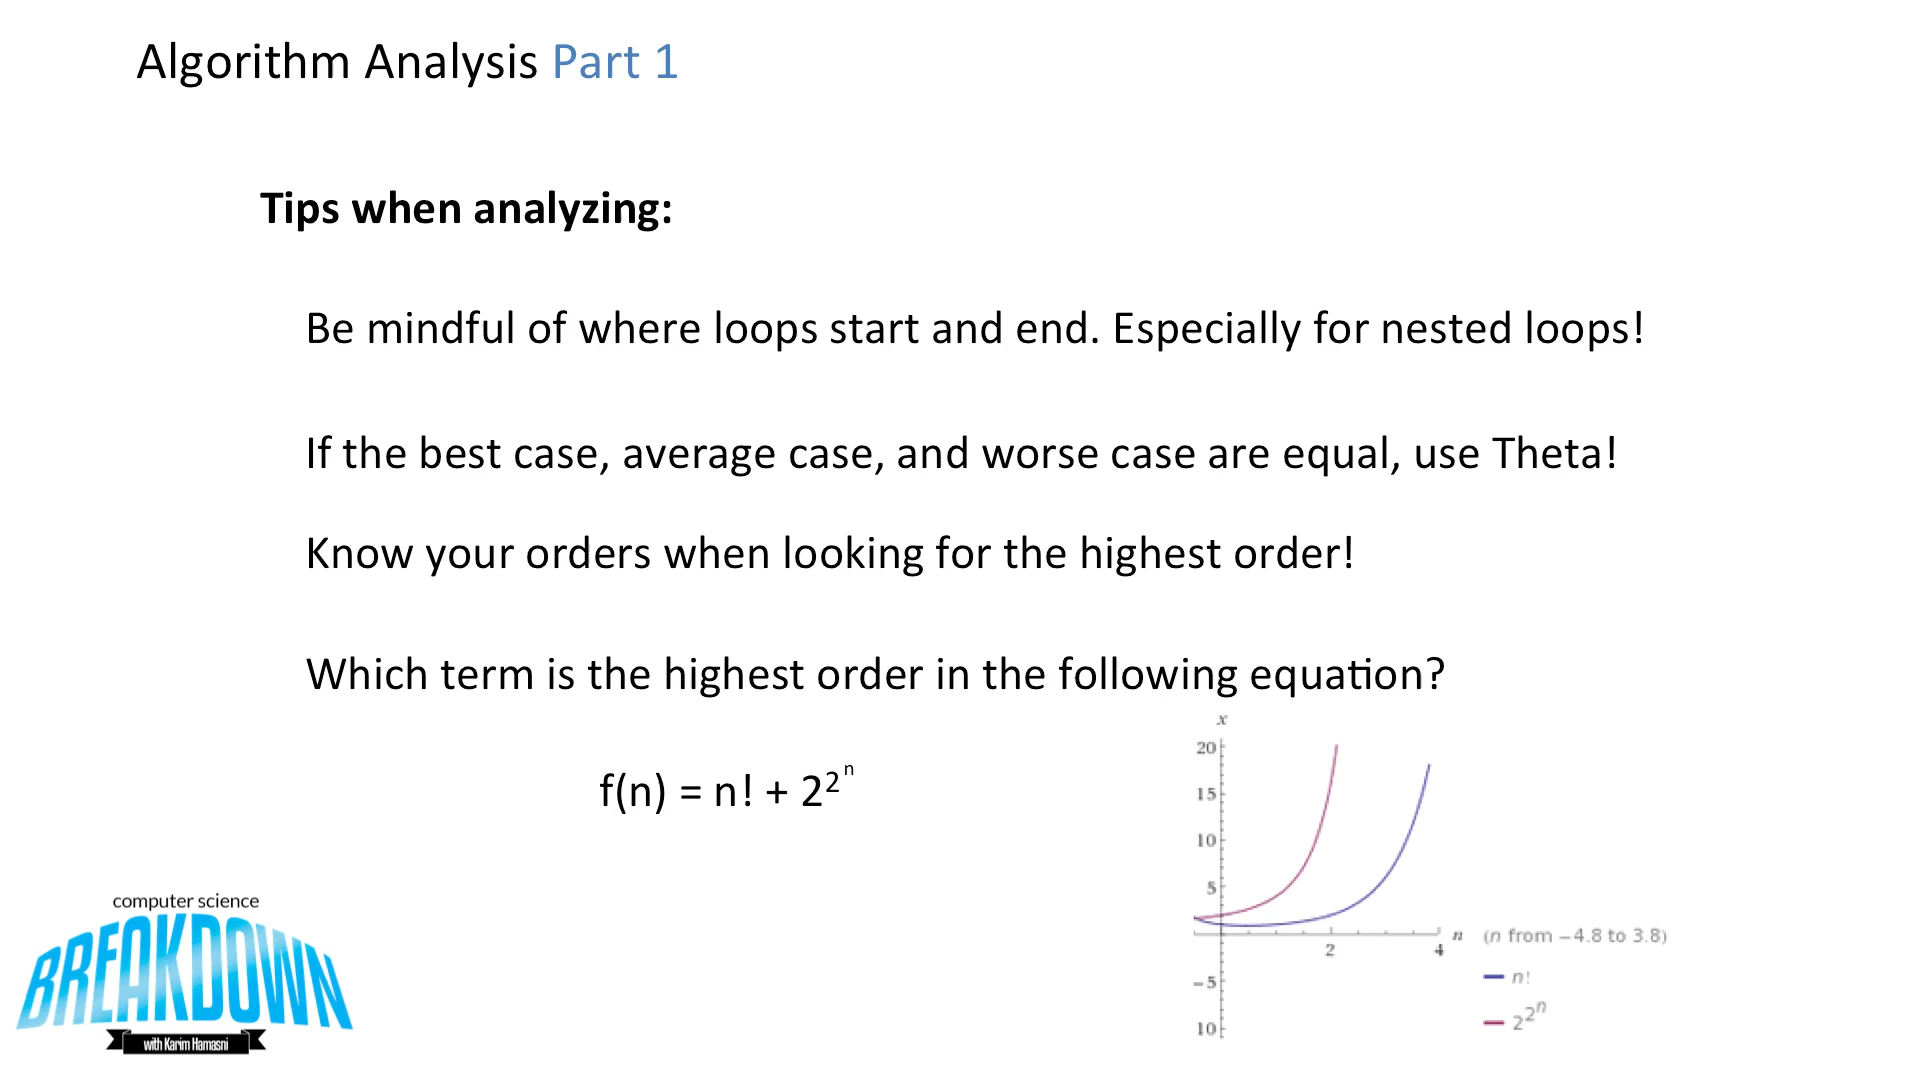 Algorithm Analysis Part 1
Tips when analyzing:
Be mindful of where loops start and end. Especially for nested loops!
If the best case, average case, and worse case are equal, use Theta!
Know your orders when looking for the highest order!
Which term is the highest order in the following equation?
f(n) = n! + 2^2^n
x
20
15
10
5
2
4
n
(n from −4.8 to 3.8)
−5
10
n!
2^2^n
computer science
BREAKDOWN
with Karim Hamasni